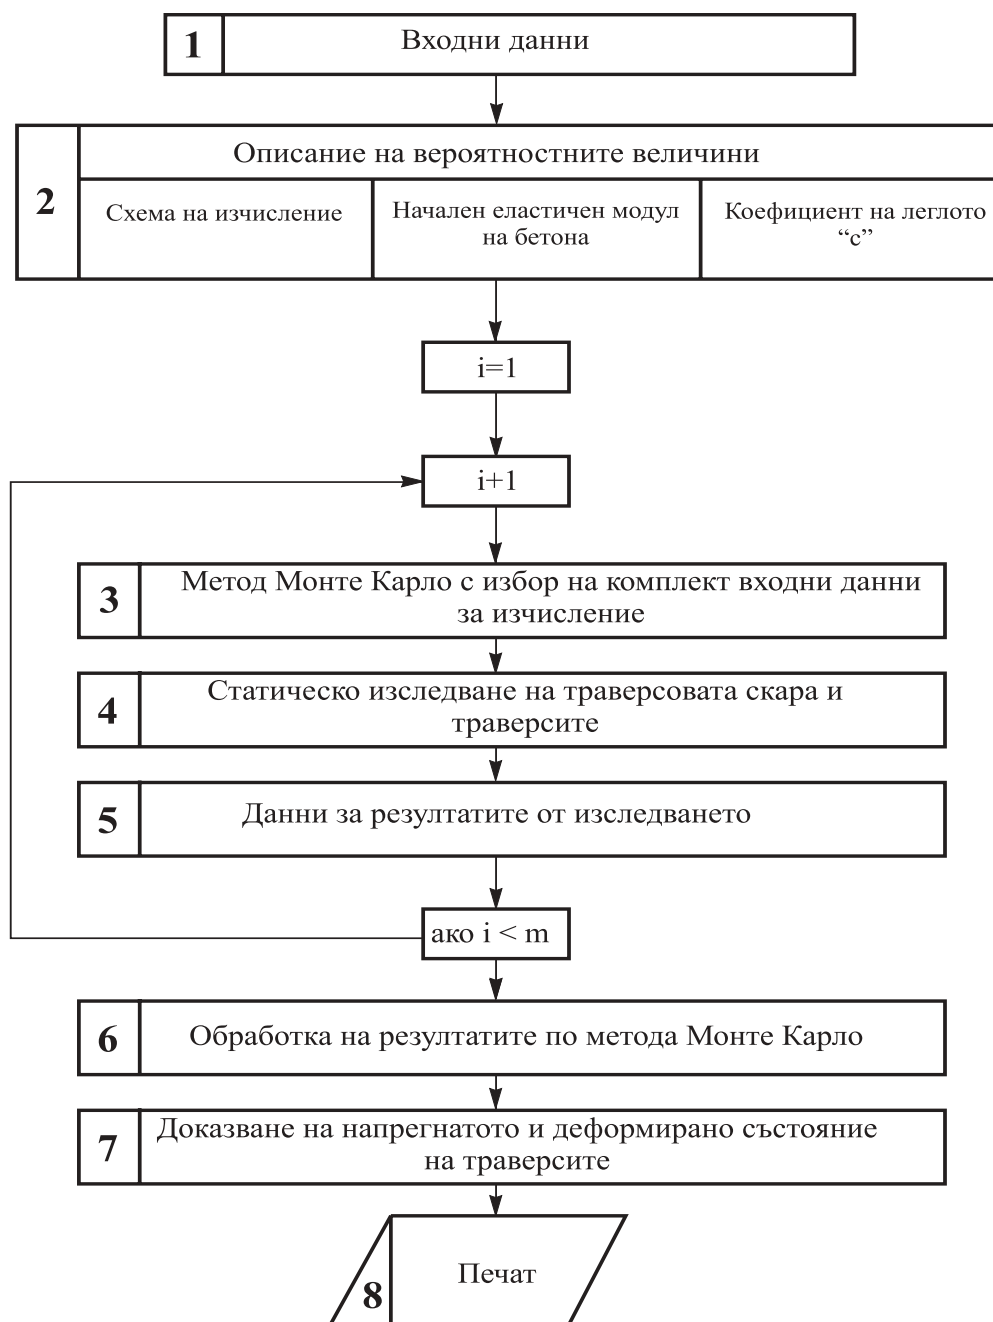 1
Входни данни
2
Описание на вероятностните величини
Схема на изчисление
Начален еластичен модул
на бетона
Коефициент на леглото
“с”
i=1
i+1
3
Метод Монте Карло с избор на комплект входни данни
за изчисление
4
Статическо изследване на траверсовата скара и
траверсите
5
Данни за резултатите от изследването
ако i < m
6
Обработка на резултатите по метода Монте Карло
7
Доказване на напрегнатото и деформирано състояние
на траверсите
8
Печат